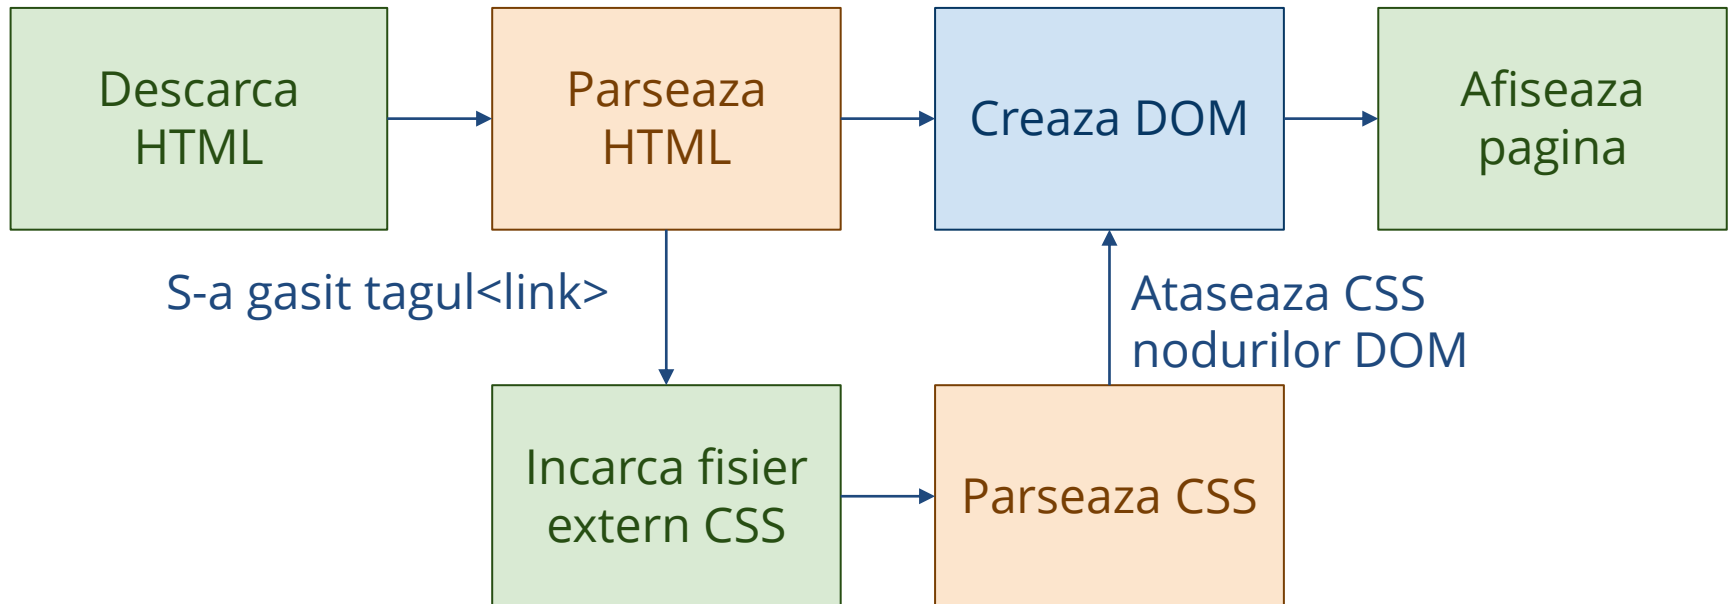 Descarca
HTML
Parseaza
HTML
Creaza DOM
Afiseaza
pagina
S-a gasit tagul<link>
Ataseaza CSS
nodurilor DOM
Incarca fisier
extern CSS
Parseaza CSS